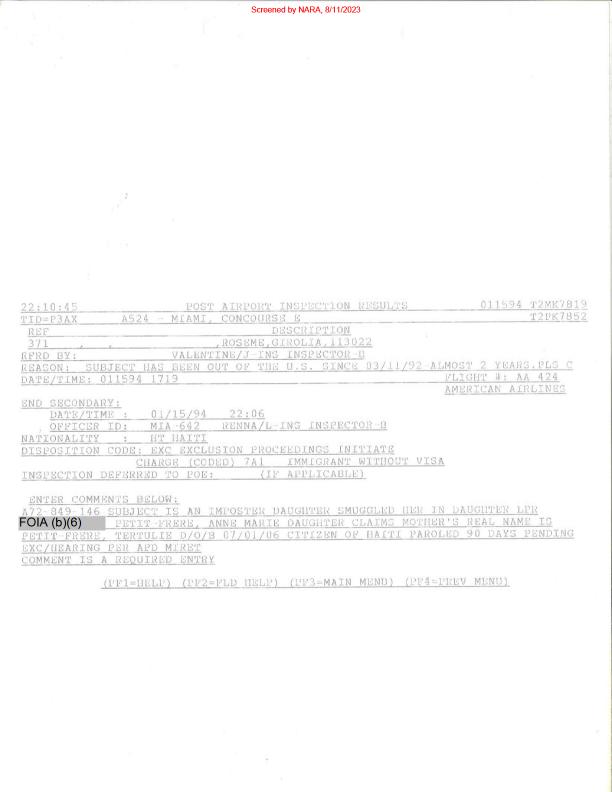 Screened by NARA, 8/11/2023
22:10:45 POST AIRPORT INSPECTION RESULTS 011594 T2MK7819
TID=P3AX A524 - MIAMI, CONCOURSE E T2PK7852
REF DESCRIPTION
371 , . ,ROSEME,GIROLIA,113022
RFRD BY: VALENTINE/J-INS INSPECTOR-B
REASON: SUBJECT HAS BEEN OUT OF THE U.S. SINCE 03/11/92 ALMOST 2 YEARS.PLS C
DATE/TIME: 011594 1719 FLIGHT #: AA 424
AMERICAN AIRLINES
END SECONDARY:
DATE/TIME : 01/15/94 22:06
OFFICER ID: MIA-642 RENNA/L-ING INSPECTOR-B
NATIONALITY : HT HAITI
DISPOSITION CODE: EXC EXCLUSION PROCEEDINGS INITIATE
CHARGE (CODED) 7A1 IMMIGRANT WITHOUT VISA
INSPECTION DEFERRED TO POE: (IF APPLICABLE)
ENTER COMMENTS BELOW:
A72-849-146 SUBJECT IS AN IMPOSTER DAUGHTER SMUGGLED HER IN DAUGHTER LPR
FOIA (b)(6) PETIT-FRERE, ANNE MARIE DAUGHTER CLAIMS MOTHER'S REAL NAME IS
PETIT-FRERE, TERTULIE D/O/B 07/01/06 CITIZEN OF HAITI PAROLED 90 DAYS PENDING
EXC/HEARING PER APD MIRET
COMMENT IS A REQUIRED ENTRY
(PF1=HELP) (PF2=FLD HELP) (PF3=MAIN MENU) (PF4=PREV MENU)